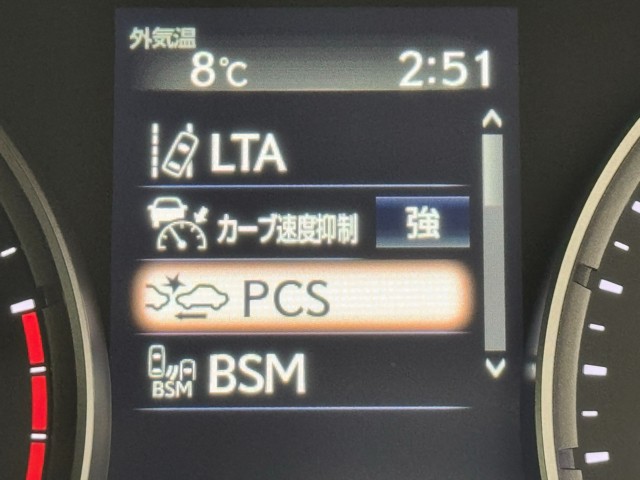 外気温
8℃ 2:51
LTA
カーブ速度抑制 強
PCS
BSM BSM